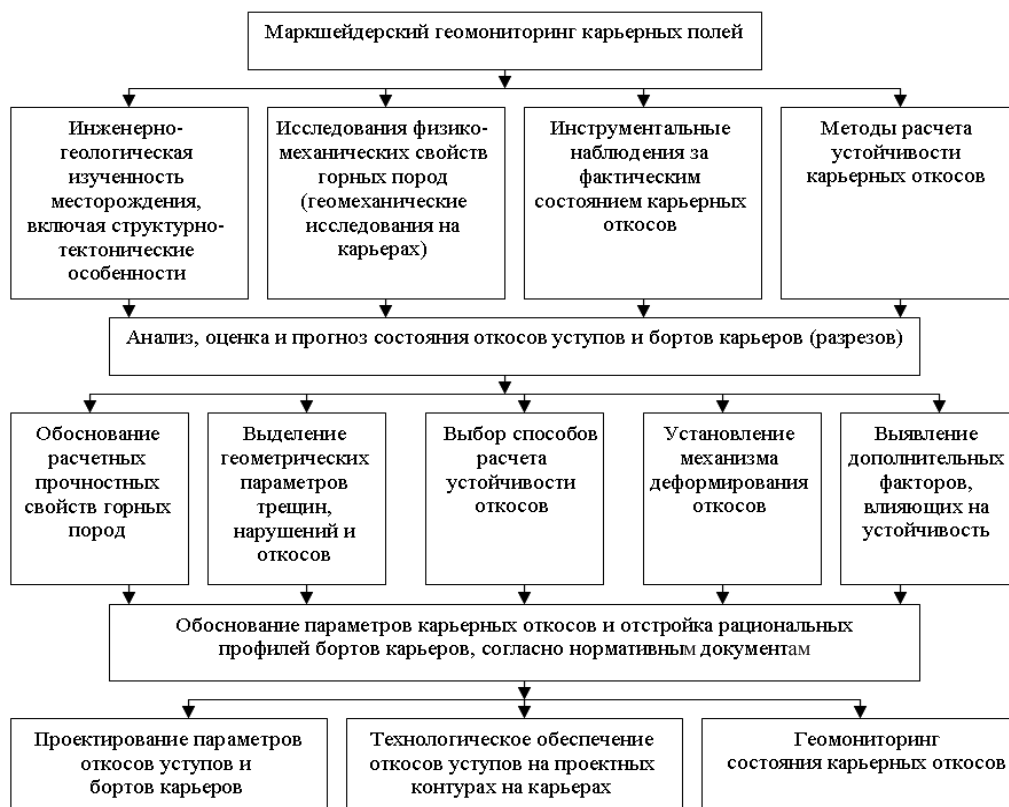 Маркшейдерский геомониторинг карьерных полей
Инженерно-
геологическая
изученность
месторождения,
включая структурно-
тектонические
особенности
Исследования физико-
механических свойств
горных пород
(геомеханические
исследования на
карьерах)
Инструментальные
наблюдения за
фактическим
состоянием карьерных
откосов
Методы расчета
устойчивости
карьерных откосов
Анализ, оценка и прогноз состояния откосов уступов и бортов карьеров (разрезов)
Обоснование
расчетных
прочностных
свойств горных
пород
Выделение
геометрических
параметров
трещин,
нарушений и
откосов
Выбор способов
расчета
устойчивости
откосов
Установление
механизма
деформирования
откосов
Выявление
дополнительных
факторов,
влияющих на
устойчивость
Обоснование параметров карьерных откосов и отстройка рациональных
профилей бортов карьеров, согласно нормативным документам
Проектирование параметров
откосов уступов и
бортов карьеров
Технологическое обеспечение
откосов уступов на проектных
контурах на карьерах
Геомониторинг
состояния карьерных откосов